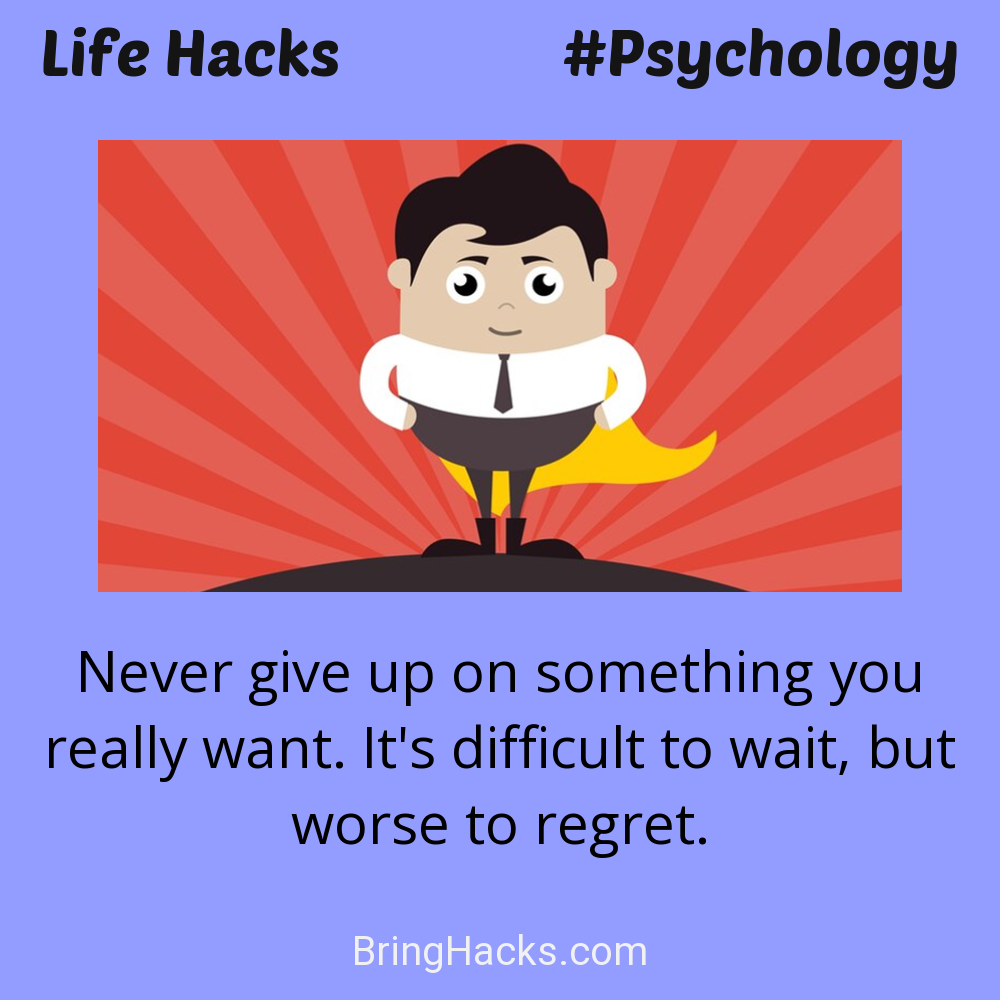 Life Hacks
#Psychology
Never give up on something you
really want. It's difficult to wait, but
worse to regret.
BringHacks.com